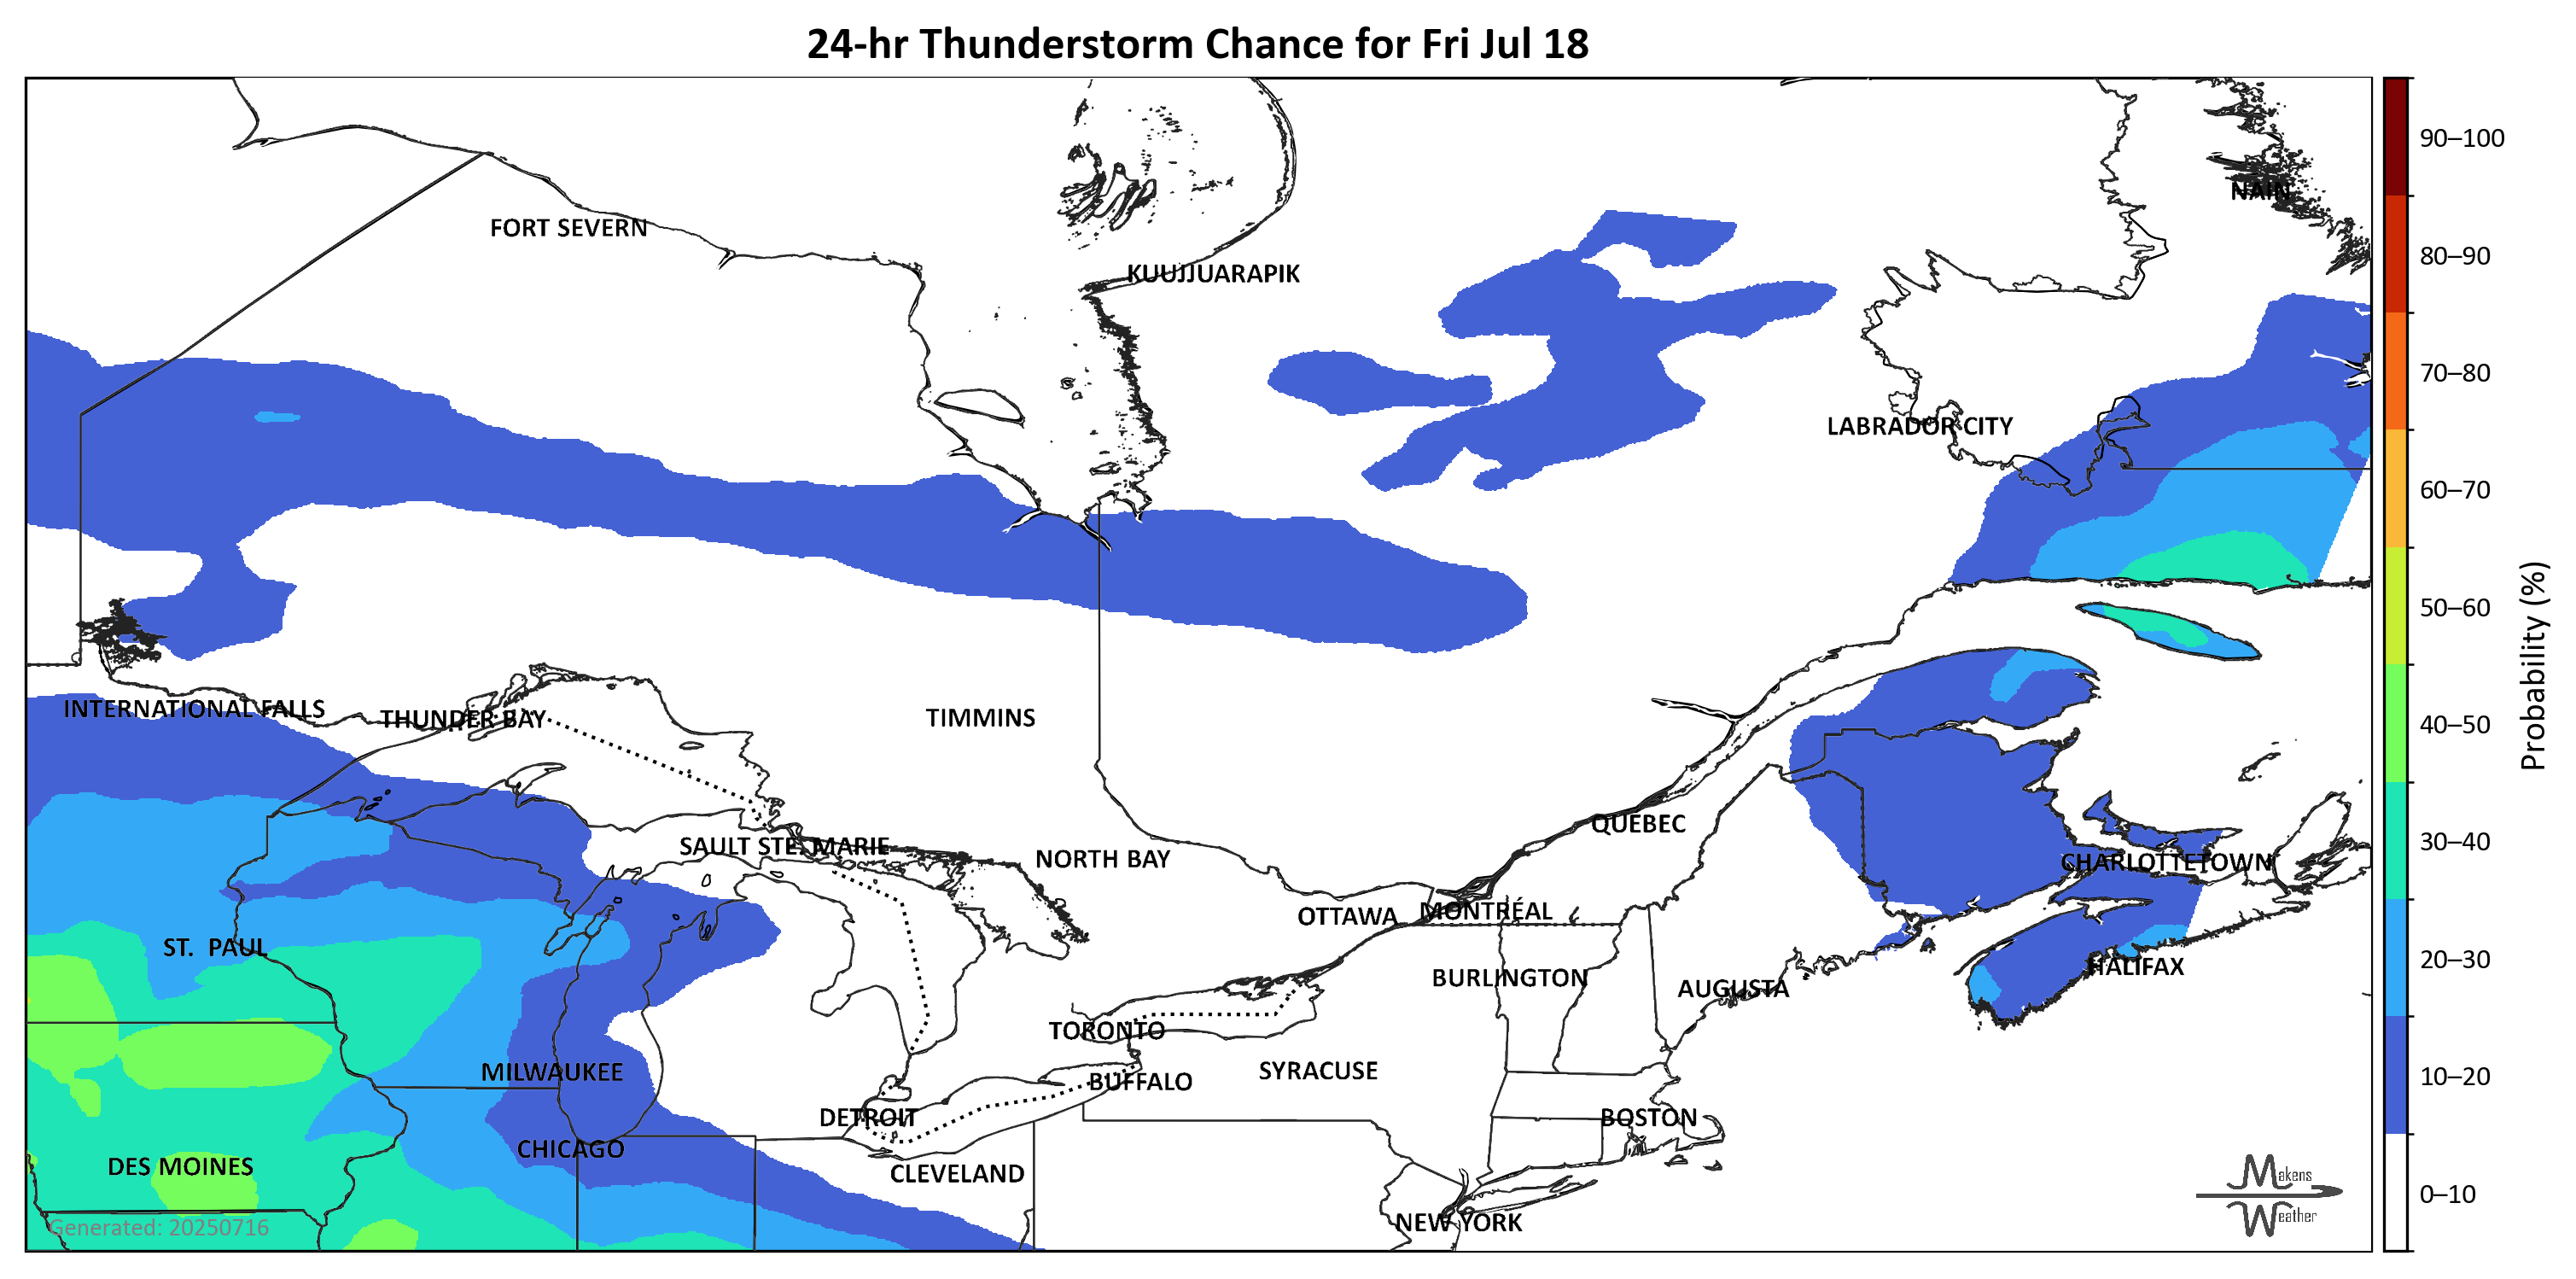 24-hr Thunderstorm Chance for Fri Jul 18
90–100
NAIN
FORT SEVERN
80–90
KUUJJUARAPIK
70–80
LABRADOR CITY
60–70
50–60
Probability (%)
INTERNATIONAL FALLS
THUNDER BAY
TIMMINS
40–50
QUEBEC
SAULT STE. MARIE
NORTH BAY
30–40
CHARLOTTETOWN
OTTAWA
MONTRÉAL
ST. PAUL
20–30
HALIFAX
BURLINGTON
AUGUSTA
TORONTO
MILWAUKEE
SYRACUSE
BUFFALO
10–20
DETROIT
BOSTON
CHICAGO
DES MOINES
CLEVELAND
Makens
Weather
0–10
NEW YORK
Generated: 20250716